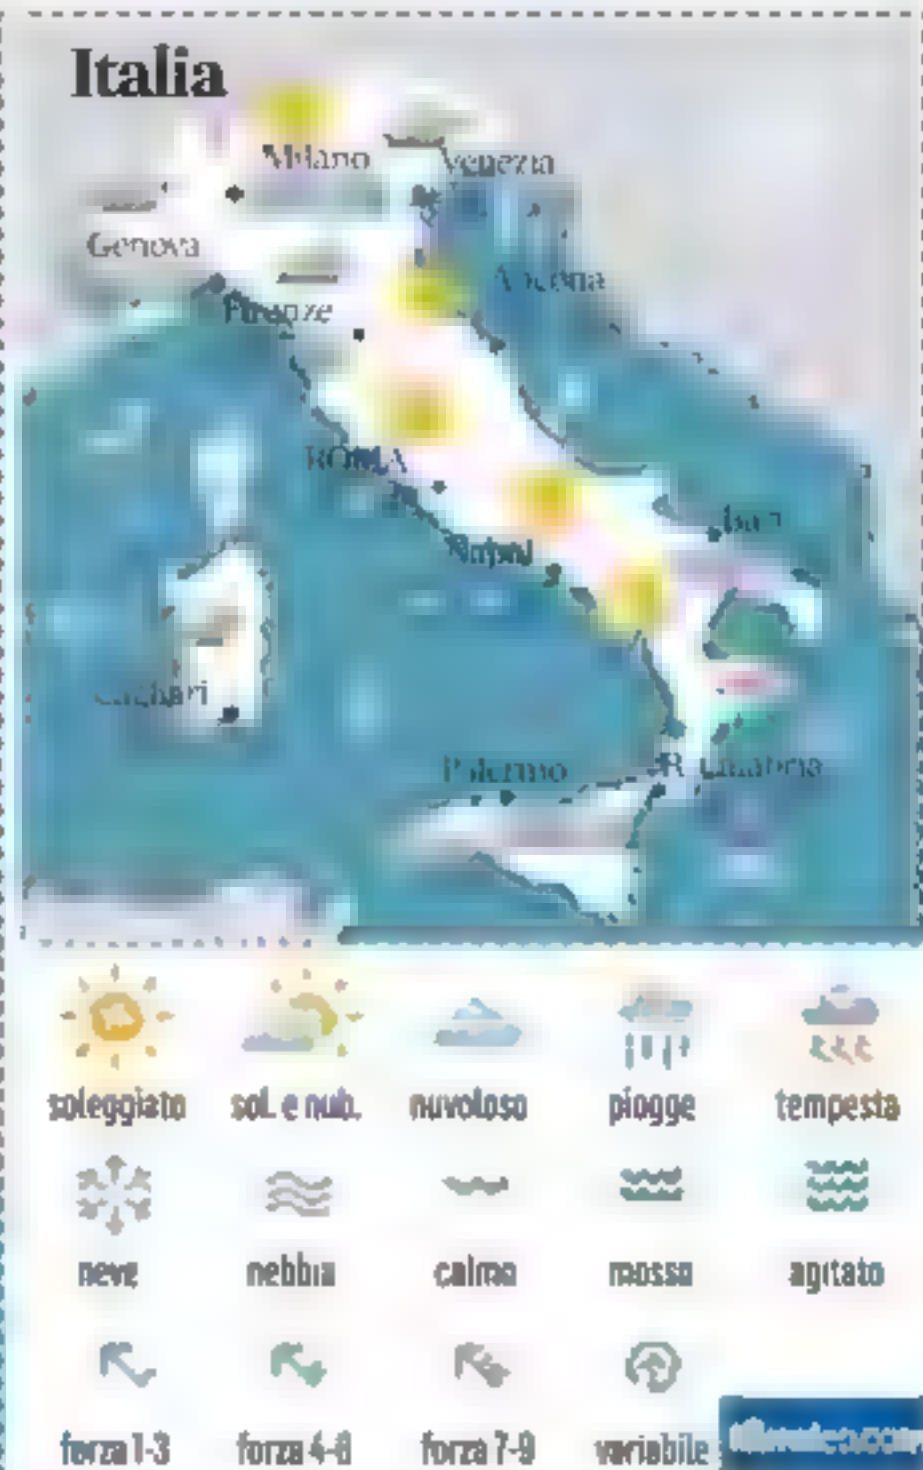 Italia
Milano
Venezia
Genova
Ancona
Firenze
ROMA
Bari
Napoli
Cagliari
Palermo
R. Calabria
soleggiato
sol. e nub.
nuvoloso
piogge
tempesta
neve
nebbia
calmo
mosso
agitato
forza 1-3
forza 4-6
forza 7-9
variabile